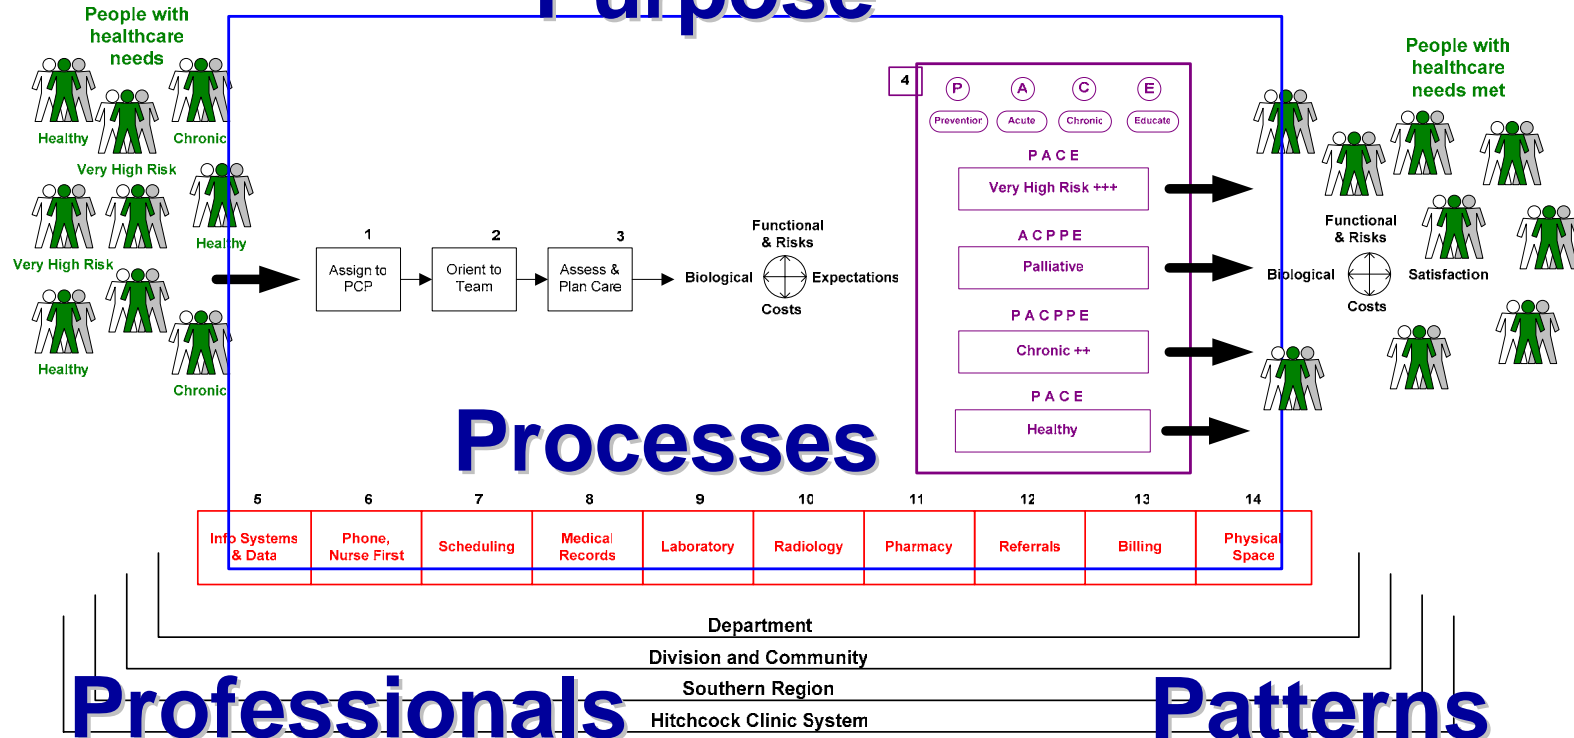 Purpose
People with
healthcare
needs
Healthy
Chronic
Very High Risk
Healthy
Very High Risk
Healthy
Chronic
1
Assign to
PCP
2
Orient to
Team
3
Assess &
Plan Care
Functional
& Risks
Biological
Expectations
Costs
4
P
A
C
E
Prevention
Acute
Chronic
Educate
P A C E
Very High Risk +++
A C P P E
Palliative
P A C P P E
Chronic ++
P A C E
Healthy
People with
healthcare
needs met
Functional
& Risks
Biological
Satisfaction
Costs
Processes
5
6
7
8
9
10
11
12
13
14
Info Systems
& Data
Phone,
Nurse First
Scheduling
Medical
Records
Laboratory
Radiology
Pharmacy
Referrals
Billing
Physical
Space
Department
Division and Community
Southern Region
Hitchcock Clinic System
Professionals
Patterns